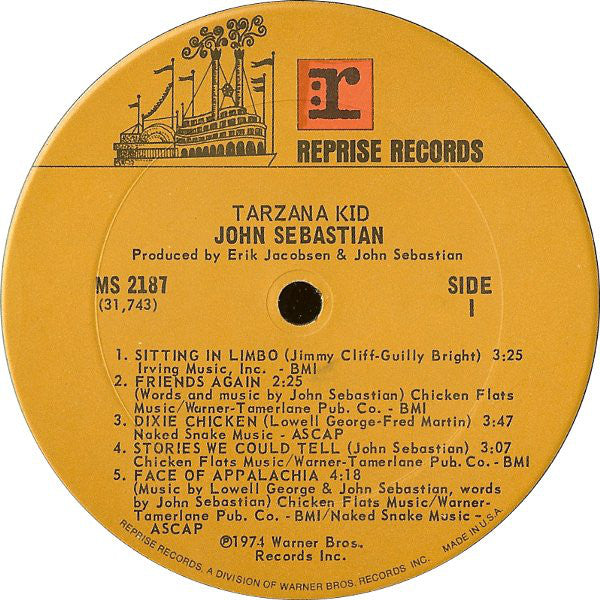 r
REPRISE RECORDS
TARZANA KID
JOHN SEBASTIAN
Produced by Erik Jacobsen & John Sebastian
MS 2187
(31,743)
SIDE
1
1. SITTING IN LIMBO (Jimmy Cliff-Guilly Bright) 3:25
Irving Music, Inc. - BMI
2. FRIENDS AGAIN 2:25
(Words and music by John Sebastian) Chicken Flats
Music/Warner-Tamerlane Pub. Co. - BMI
3. DIXIE CHICKEN (Lowell George-Fred Martin) 3:47
Naked Snake Music - ASCAP
4. STORIES WE COULD TELL (John Sebastian) 3:07
Chicken Flats Music/Warner-Tamerlane Pub.Co. - BMI
5. FACE OF APPALACHIA 4:18
(Music by Lowell George & John Sebastian, words
by John Sebastian) Chicken Flats Music/Warner-
Tamerlane Pub. Co. - BMI/Naked Snake Music -
ASCAP
℗1974 Warner Bros.
Records Inc.
REPRISE RECORDS, A DIVISION OF WARNER BROS. RECORDS INC. MADE IN U.S.A.